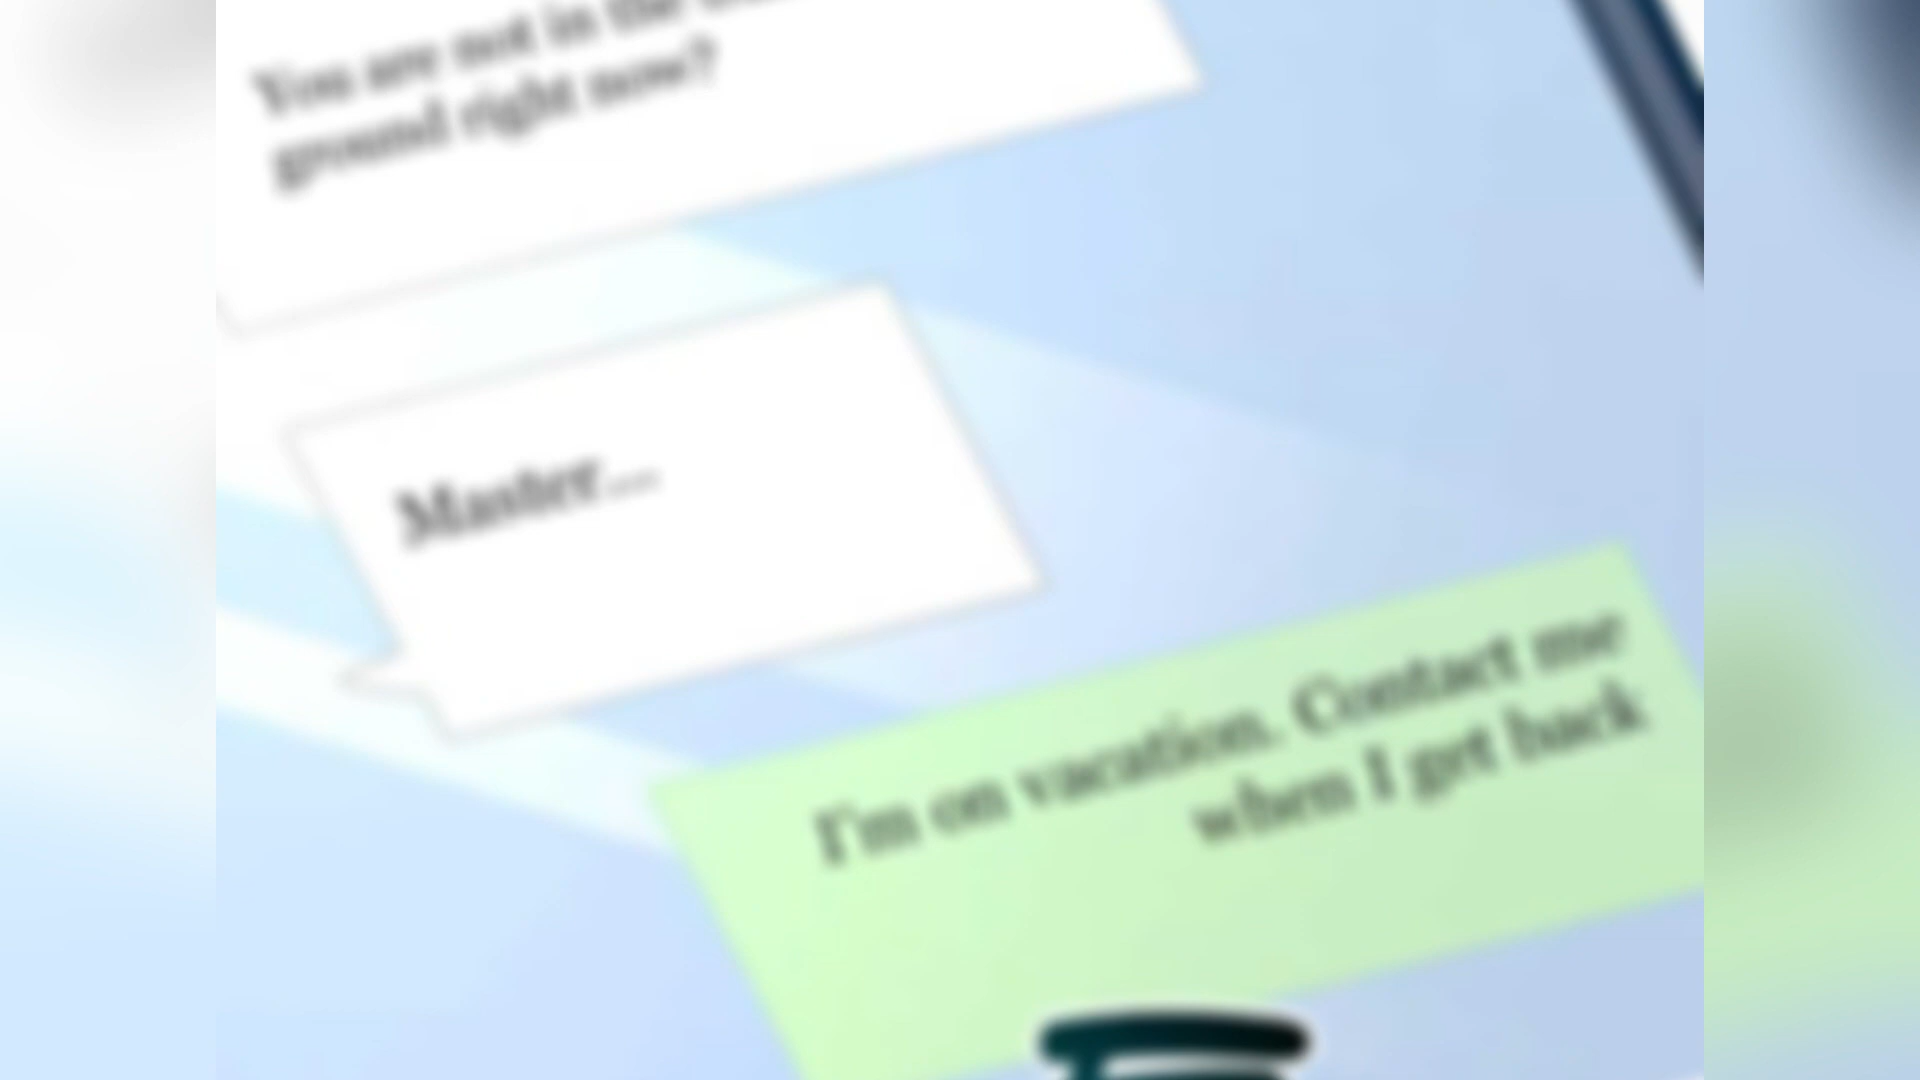 You are not in the
ground right now?
Master...
I'm on vacation. Contact me
when I get back